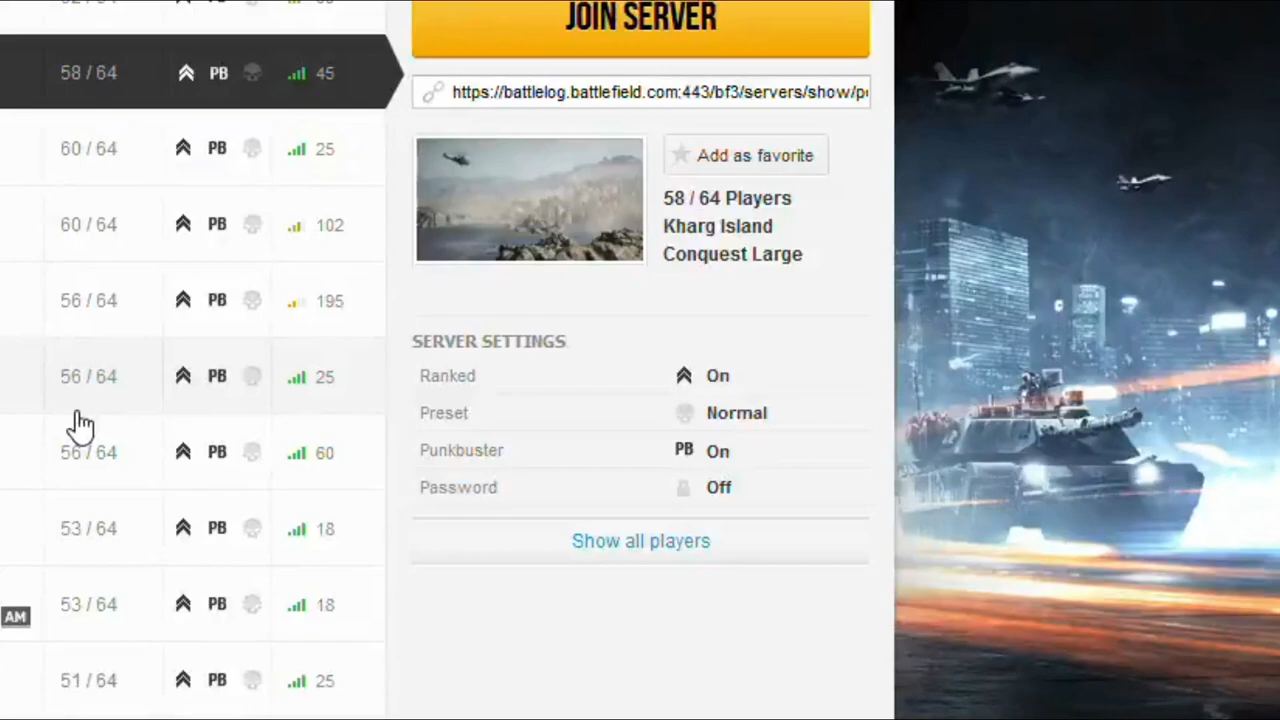 JOIN SERVER
58 / 64 PB 45
https://battlelog.battlefield.com:443/bf3/servers/show/p
60 / 64 PB 25
Add as favorite
58 / 64 Players
Kharg Island
Conquest Large
60 / 64 PB 102
56 / 64 PB 195
SERVER SETTINGS
56 / 64 PB 25
Ranked On
Preset Normal
56 / 64 PB 60
Punkbuster PB On
Password Off
53 / 64 PB 18
Show all players
AM 53 / 64 PB 18
51 / 64 PB 25